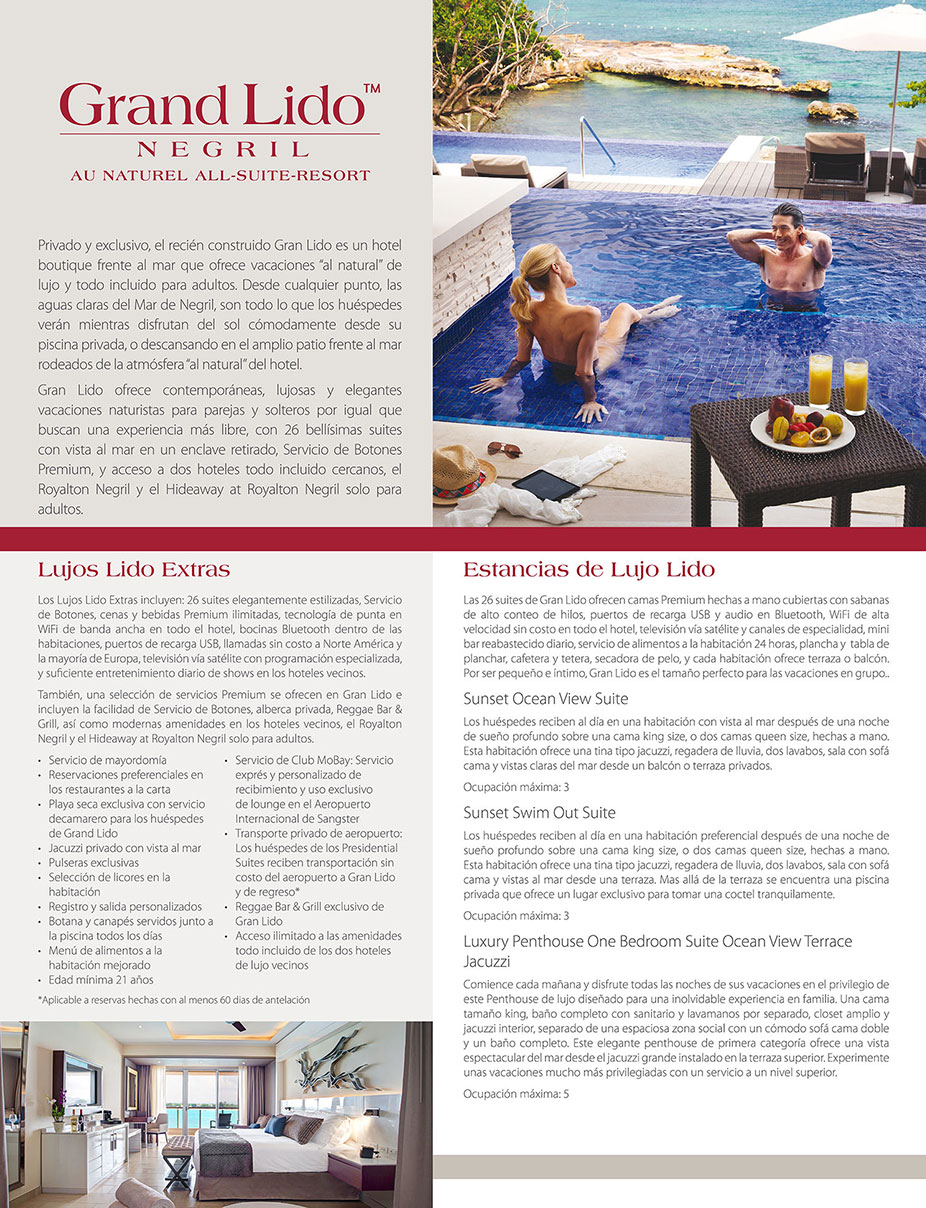 Grand Lido™
NEGRIL
AU NATUREL ALL-SUITE-RESORT
Privado y exclusivo, el recién construido Gran Lido es un hotel
boutique frente al mar que ofrece vacaciones “al natural” de
lujo y todo incluido para adultos. Desde cualquier punto, las
aguas claras del Mar de Negril, son todo lo que los huéspedes
verán mientras disfrutan del sol cómodamente desde su
piscina privada, o descansando en el amplio patio frente al mar
rodeados de la atmósfera “al natural” del hotel.
Gran Lido ofrece contemporáneas, lujosas y elegantes
vacaciones naturistas para parejas y solteros por igual que
buscan una experiencia más libre, con 26 bellísimas suites
con vista al mar en un enclave retirado, Servicio de Botones
Premium, y acceso a dos hoteles todo incluido cercanos, el
Royalton Negril y el Hideaway at Royalton Negril solo para
adultos.
Lujos Lido Extras
Los Lujos Lido Extras incluyen: 26 suites elegantemente estilizadas, Servicio
de Botones, cenas y bebidas Premium ilimitadas, tecnología de punta en
WiFi de banda ancha en todo el hotel, bocinas Bluetooth dentro de las
habitaciones, puertos de recarga USB, llamadas sin costo a Norte América y
la mayoría de Europa, televisión vía satélite con programación especializada,
y suficiente entretenimiento diario de shows en los hoteles vecinos.
También, una selección de servicios Premium se ofrecen en Gran Lido e
incluyen la facilidad de Servicio de Botones, alberca privada, Reggae Bar &
Grill, así como modernas amenidades en los hoteles vecinos, el Royalton
Negril y el Hideaway at Royalton Negril solo para adultos.
• Servicio de mayordomía
• Reservaciones preferenciales en
los restaurantes a la carta
• Playa seca exclusiva con servicio
decamarero para los huéspedes
de Grand Lido
• Jacuzzi privado con vista al mar
• Pulseras exclusivas
• Selección de licores en la
habitación
• Registro y salida personalizados
• Botana y canapés servidos junto a
la piscina todos los días
• Menú de alimentos a la
habitación mejorado
• Edad mínima 21 años
• Servicio de Club MoBay: Servicio
exprés y personalizado de
recibimiento y uso exclusivo
de lounge en el Aeropuerto
Internacional de Sangster
• Transporte privado de aeropuerto:
Los huéspedes de los Presidential
Suites reciben transportación sin
costo del aeropuerto a Gran Lido
y de regreso*
• Reggae Bar & Grill exclusivo de
Gran Lido
• Acceso ilimitado a las amenidades
todo incluido de los dos hoteles
de lujo vecinos
*Aplicable a reservas hechas con al menos 60 dias de antelación
Estancias de Lujo Lido
Las 26 suites de Gran Lido ofrecen camas Premium hechas a mano cubiertas con sabanas
de alto conteo de hilos, puertos de recarga USB y audio en Bluetooth, WiFi de alta
velocidad sin costo en todo el hotel, televisión vía satélite y canales de especialidad, mini
bar reabastecido diario, servicio de alimentos a la habitación 24 horas, plancha y tabla de
planchar, cafetera y tetera, secadora de pelo, y cada habitación ofrece terraza o balcón.
Por ser pequeño e íntimo, Gran Lido es el tamaño perfecto para las vacaciones en grupo..
Sunset Ocean View Suite
Los huéspedes reciben al día en una habitación con vista al mar después de una noche
de sueño profundo sobre una cama king size, o dos camas queen size, hechas a mano.
Esta habitación ofrece una tina tipo jacuzzi, regadera de lluvia, dos lavabos, sala con sofá
cama y vistas claras del mar desde un balcón o terraza privados.
Ocupación máxima: 3
Sunset Swim Out Suite
Los huéspedes reciben al día en una habitación preferencial después de una noche de
sueño profundo sobre una cama king size, o dos camas queen size, hechas a mano.
Esta habitación ofrece una tina tipo jacuzzi, regadera de lluvia, dos lavabos, sala con sofá
cama y vistas al mar desde una terraza. Mas allá de la terraza se encuentra una piscina
privada que ofrece un lugar exclusivo para tomar una coctel tranquilamente.
Ocupación máxima: 3
Luxury Penthouse One Bedroom Suite Ocean View Terrace
Jacuzzi
Comience cada mañana y disfrute todas las noches de sus vacaciones en el privilegio de
este Penthouse de lujo diseñado para una inolvidable experiencia en familia. Una cama
tamaño king, baño completo con sanitario y lavamanos por separado, closet amplio y
jacuzzi interior, separado de una espaciosa zona social con un cómodo sofá cama doble
y un baño completo. Este elegante penthouse de primera categoría ofrece una vista
espectacular del mar desde el jacuzzi grande instalado en la terraza superior. Experimente
unas vacaciones mucho más privilegiadas con un servicio a un nivel superior.
Ocupación máxima: 5